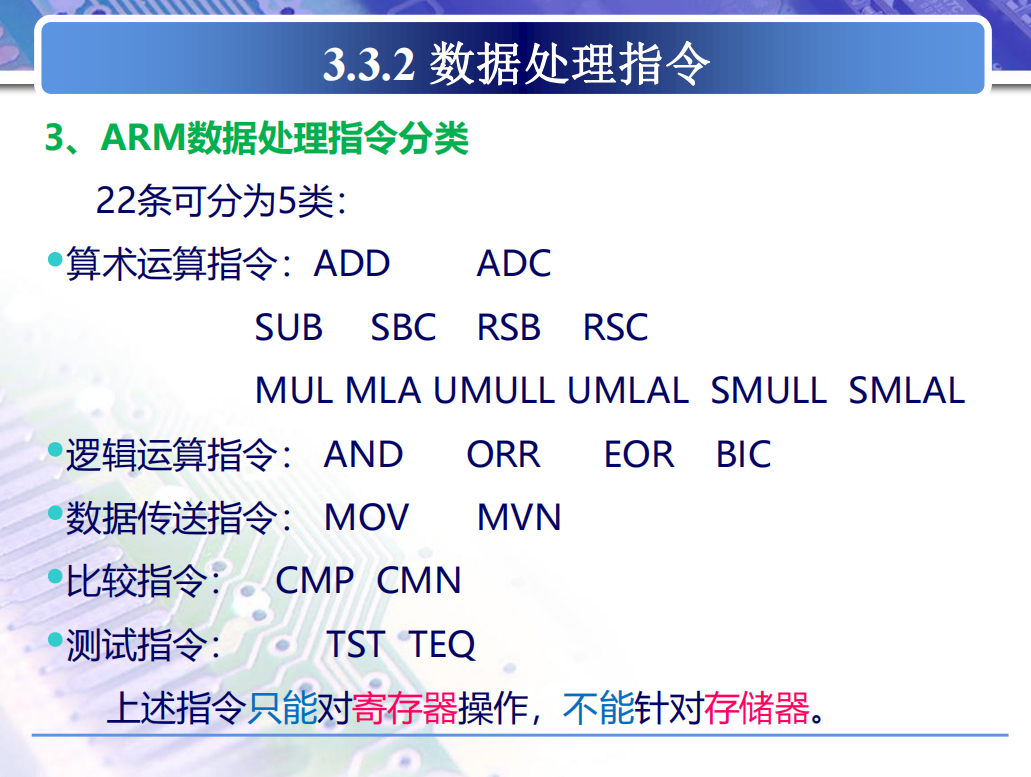 3.3.2 数据处理指令
3、ARM数据处理指令分类
22条可分为5类：
•算术运算指令：ADD ADC
SUB SBC RSB RSC
MUL MLA UMULL UMLAL SMULL SMLAL
•逻辑运算指令： AND ORR EOR BIC
•数据传送指令： MOV MVN
•比较指令： CMP CMN
•测试指令： TST TEQ
上述指令只能对寄存器操作，不能针对存储器。